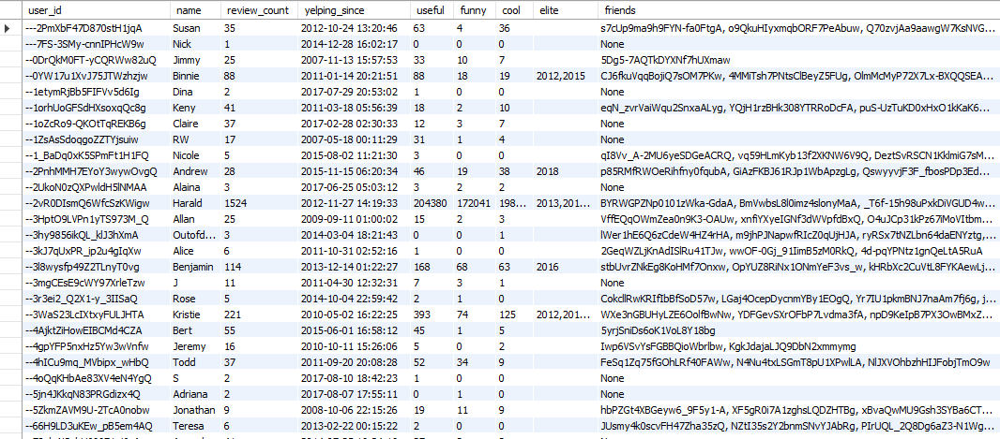 user_id name review_count yelping_since useful funny cool elite friends
---2PmXbF47D870stH1jqA Susan 35 2012-10-24 13:20:46 63 4 36 s7cUp9ma9h9FYN-fa0FtgA, o9QkuHIyxmqbORF7PeAbuw, Q70zvjAa9aawgW7KsNVG...
---7FS-3SMy-cnnIPHcW9w Nick 1 2014-12-28 16:02:17 0 0 0 None
--0DrQkM0FT-yCQRWw82uQ Jimmy 25 2007-11-13 15:57:53 33 10 7 5Dg5-7AQTkDYXNf7hUXmaw
--0YW17u1XvJ75JTWzhzjw Binnie 88 2011-01-14 20:21:51 88 18 19 2012,2015 CJ6fkuVqqBojiQ7sOM7PKw, 4MMiTsh7PNtsClBeyZ5FUg, OlmMcMyP72X7Lx-BXQQSEA...
--1etymRjBb5FIFVv5d6Ig Dina 2 2017-07-29 20:53:02 1 0 0 None
--1orhUoGFSdHXsoxqQc8g Keny 41 2011-03-18 05:56:39 18 2 10 eqN_zvrVaiWqu2SnxaALyg, YQjH1rzBHk308YTRRoDcFA, puS-UzTuKD0xHxO1kKaK6...
--1oZcRo9-QKOtTqREKB6g Claire 37 2017-02-28 02:30:33 12 3 7 None
--1ZsAsSdoqgoZZTYjsuiw RW 17 2007-05-18 00:11:29 31 1 4 None
--1_BaDq0xK5SPmFt1H1FQ Nicole 5 2015-08-02 11:21:30 3 0 0 qI8Vv_A-2MU6yeSDGeACRQ, vq59HLmKyb13f2XKNW6V9Q, DeztSvRSCN1KklmiG7sM...
--2PnhMMH7EYoY3wywOvgQ Andrew 28 2015-11-15 06:20:34 46 19 38 2018 p85RMfRWOeRihfny0fqubA, GiAzFKBJ61RJp1WbApzgLg, QswyyvjF3F_fbosPDp3Ed...
--2UkoN0zQXPwldH5lNMAA Alaina 3 2017-06-25 05:03:12 3 2 2 None
--2vR0DIsmQ6WfcSzKWigw Harald 1524 2012-11-27 14:19:33 204380 172041 198... 2013,201... BYRWGPZNp0101zWka-GdaA, BmVwbsL8l0imz4slonyMaA, _T6f-15h98uPxkDiVGUD4w...
--3HptO9LVPn1yTS973M_Q Allan 25 2009-09-11 01:00:02 15 2 3 VffEQqOWmZea0n9K3-OAUw, xnfiYXyeIGNf3dWVpfdBxQ, O4uJCp31kPz67iMoVItbm...
--3hy9856ikQL_klJ3hXmA Outofd... 3 2014-03-04 18:21:43 0 0 1 lWer1hE6Q6zCdeW4HZ4rHA, m9jhPJNapwfRIcZ0qUjHJA, ryRSx7tNZLbn64daENYztg,...
--3kJ7qUxPR_ip2u4gIqXw Alice 6 2011-10-31 02:52:16 1 0 0 2GeqWZLjKnAdISlRu41TJw, wwOF-0Gj_91IimB5zM0RkQ, 4d-pqYPNtz1gnQeLtA5RuA
--3l8wysfp49Z2TLnyT0vg Benjamin 114 2013-12-14 01:22:27 168 68 63 2016 stbUvrZNkEg8KoHMf7Onxw, OpYUZ8RiNx1ONmYeF3vs_w, kHRbXc2CuVtL8FYKAewLj...
--3mgCEsE9cWY97XrleTzw J 11 2011-04-30 12:32:31 7 3 1 None
--3r3ei2_Q2X1-y_3IISaQ Rose 5 2014-10-04 22:59:42 2 0 1 CokcllRwKRIfIbBfSoD57w, LGaj4OcepDycnmYBy1EOgQ, Yr7IU1pkmBNJ7naAm7fj6g, j...
--3WaS23LcIXtxyFULJHTA Kristie 221 2010-05-02 16:22:25 393 74 125 2012,201... WXe3nGBUHyLZE6OolfBwNw, YDFGevSXrOFbP7Lvdma3fA, npD9KeIpB7PX3OwBMxZ...
--4AjktZiHowEIBCMd4CZA Bert 55 2015-06-01 16:58:12 45 1 5 5yrjSniDs6oK1VoL8Y18bg
--4gpYFP5nxHz5Yw3wVnfw Jeremy 16 2010-10-26 15:15:06 5 0 2 Iwp6VSvYsFGBBQioWbrlbw, KgkJdajaLJQ9DbN2xmmymg
--4hICu9mq_MVbipx_wHbQ Todd 37 2011-09-20 20:08:28 52 34 9 FeSq1Zq75fGOhLRf40FAWw, N4Nu4txLSGmT8pU1XPwlLA, NlJXVOhbzhHIJFobjTmO9w
--4oQqKHbAe83XV4eN4YgQ S 2 2017-08-10 18:42:23 1 0 0 None
--5jn4JKkqN83PRGdizx4Q Adriana 2 2017-08-07 17:55:11 0 1 0 None
--5ZkmZAVM9U-2TcA0nobw Jonathan 9 2008-10-06 22:15:26 19 11 9 hbPZGt4XBGeyw6_9F5y1-A, XF5gR0i7A1zghsLQDZHTBg, xBvaQwMU9Gsh3SYBa6CT...
--66H9LD3uKEw_pB5em4AQ Teresa 6 2013-02-22 00:15:22 2 0 0 JUsmy4k0scvFH47Zha35zQ, NZtI35s2Y2bnmSNvYJAbRg, PIrUQL_2Q8Dg6aZ3-N1Wg...